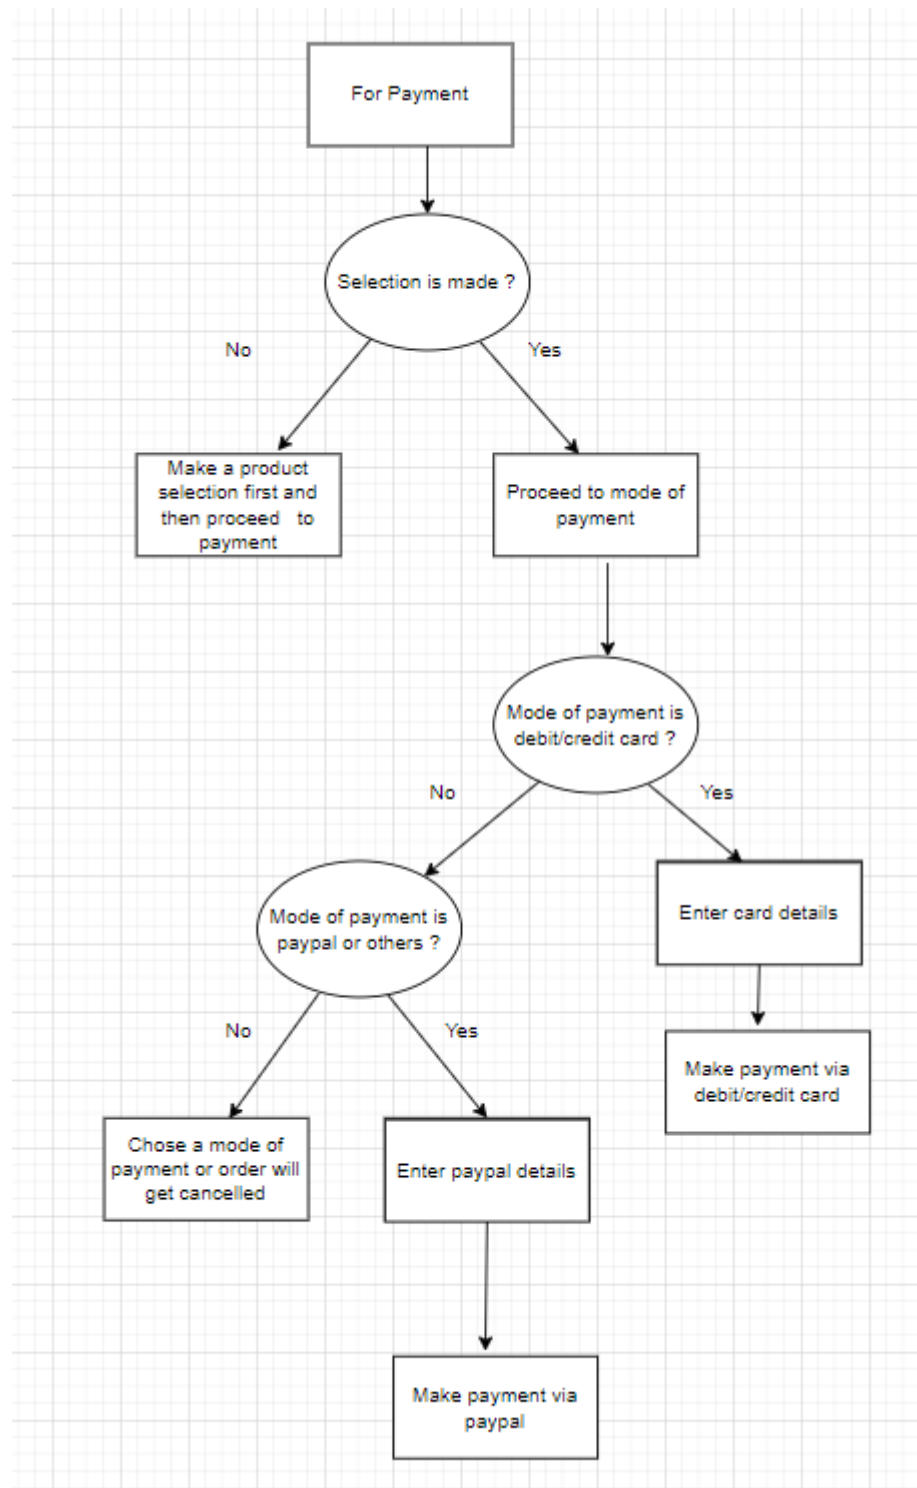 For Payment
Selection is made ?
No
Yes
Make a product
selection first and
then proceed   to
payment
Proceed to mode of
payment
Mode of payment is
debit/credit card ?
No
Yes
Mode of payment is
paypal or others ?
Enter card details
No
Yes
Make payment via
debit/credit card
Chose a mode of
payment or order will
get cancelled
Enter paypal details
Make payment via
paypal